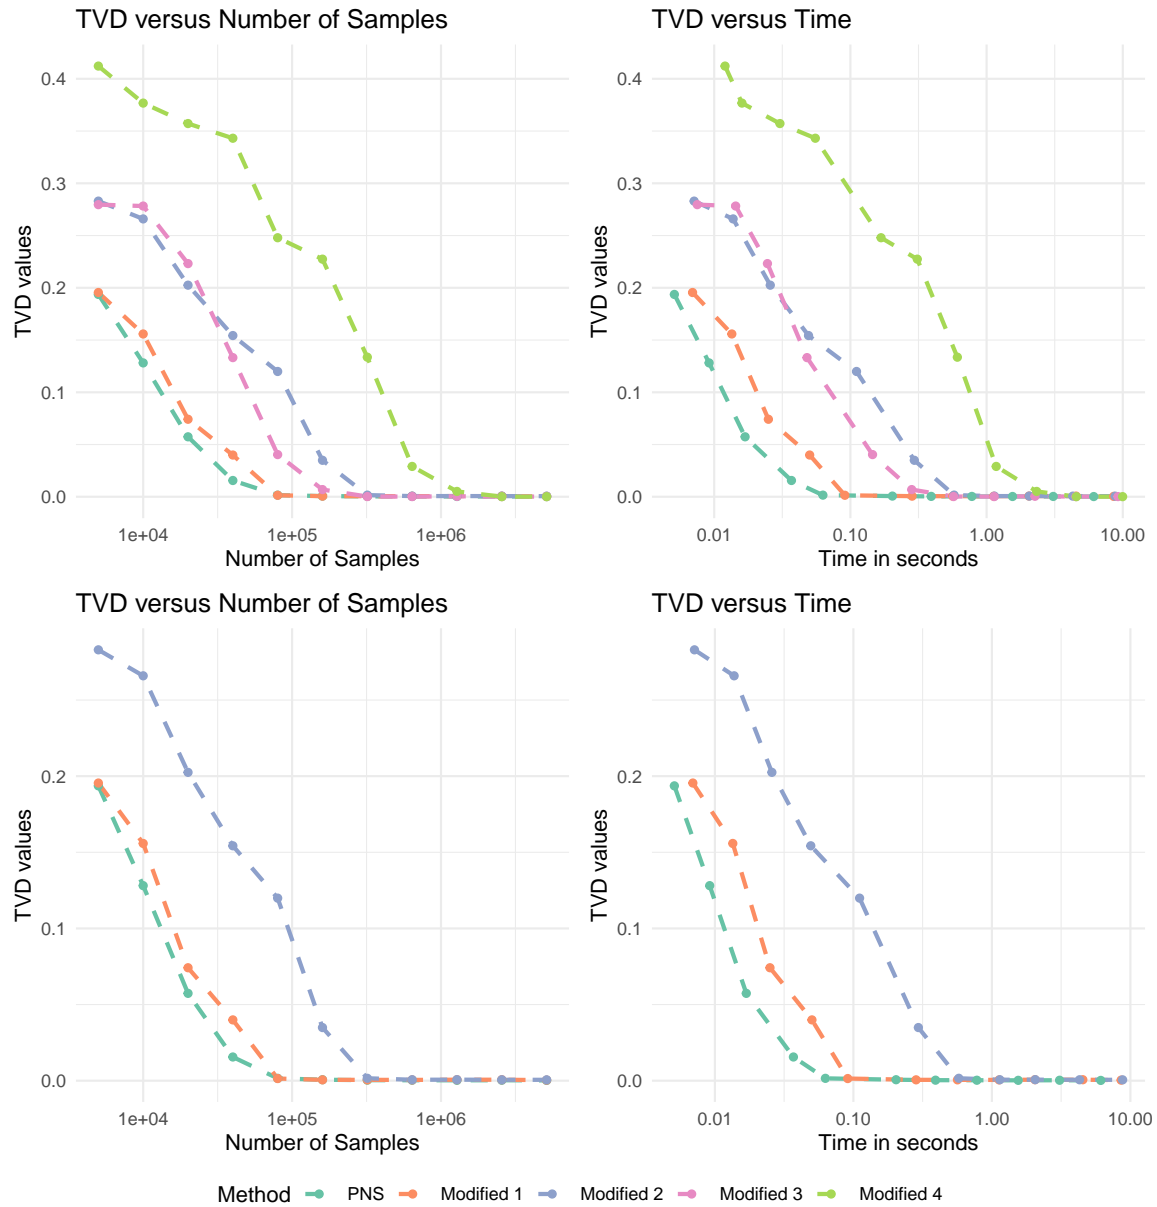 TVD versus Number of Samples
TVD values
0.4
0.3
0.2
0.1
0.0
1e+04 1e+05 1e+06
Number of Samples
TVD versus Time
TVD values
0.4
0.3
0.2
0.1
0.0
0.01 0.10 1.00 10.00
Time in seconds
TVD versus Number of Samples
TVD values
0.2
0.1
0.0
1e+04 1e+05 1e+06
Number of Samples
TVD versus Time
TVD values
0.2
0.1
0.0
0.01 0.10 1.00 10.00
Time in seconds
Method PNS Modified 1 Modified 2 Modified 3 Modified 4